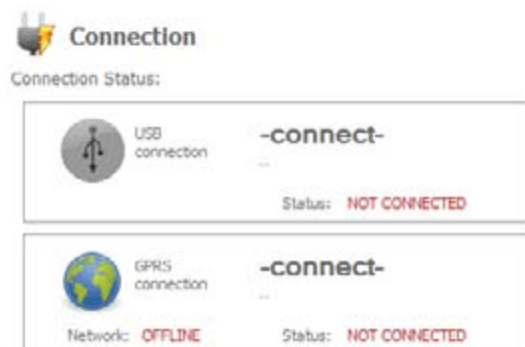 Connection
Connection Status:
USB connection
-connect-
--
Status: NOT CONNECTED
GPRS connection
-connect-
--
Network: OFFLINE
Status: NOT CONNECTED